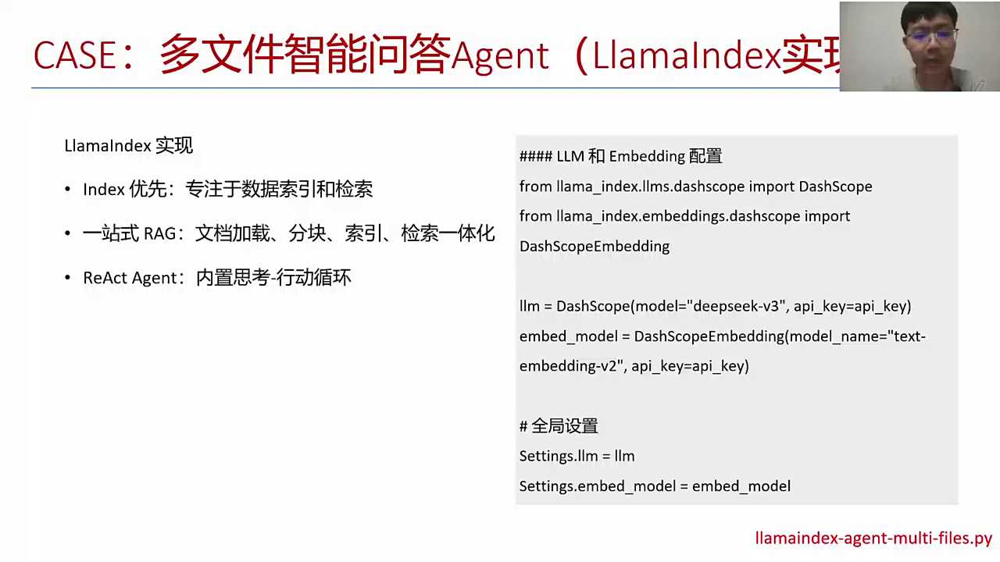 CASE：多文件智能问答Agent（LlamaIndex实现
LlamaIndex 实现
• Index 优先：专注于数据索引和检索
• 一站式 RAG：文档加载、分块、索引、检索一体化
• ReAct Agent：内置思考-行动循环
#### LLM 和 Embedding 配置
from llama_index.llms.dashscope import DashScope
from llama_index.embeddings.dashscope import
DashScopeEmbedding
llm = DashScope(model="deepseek-v3", api_key=api_key)
embed_model = DashScopeEmbedding(model_name="text-
embedding-v2", api_key=api_key)
# 全局设置
Settings.llm = llm
Settings.embed_model = embed_model
llamaindex-agent-multi-files.py